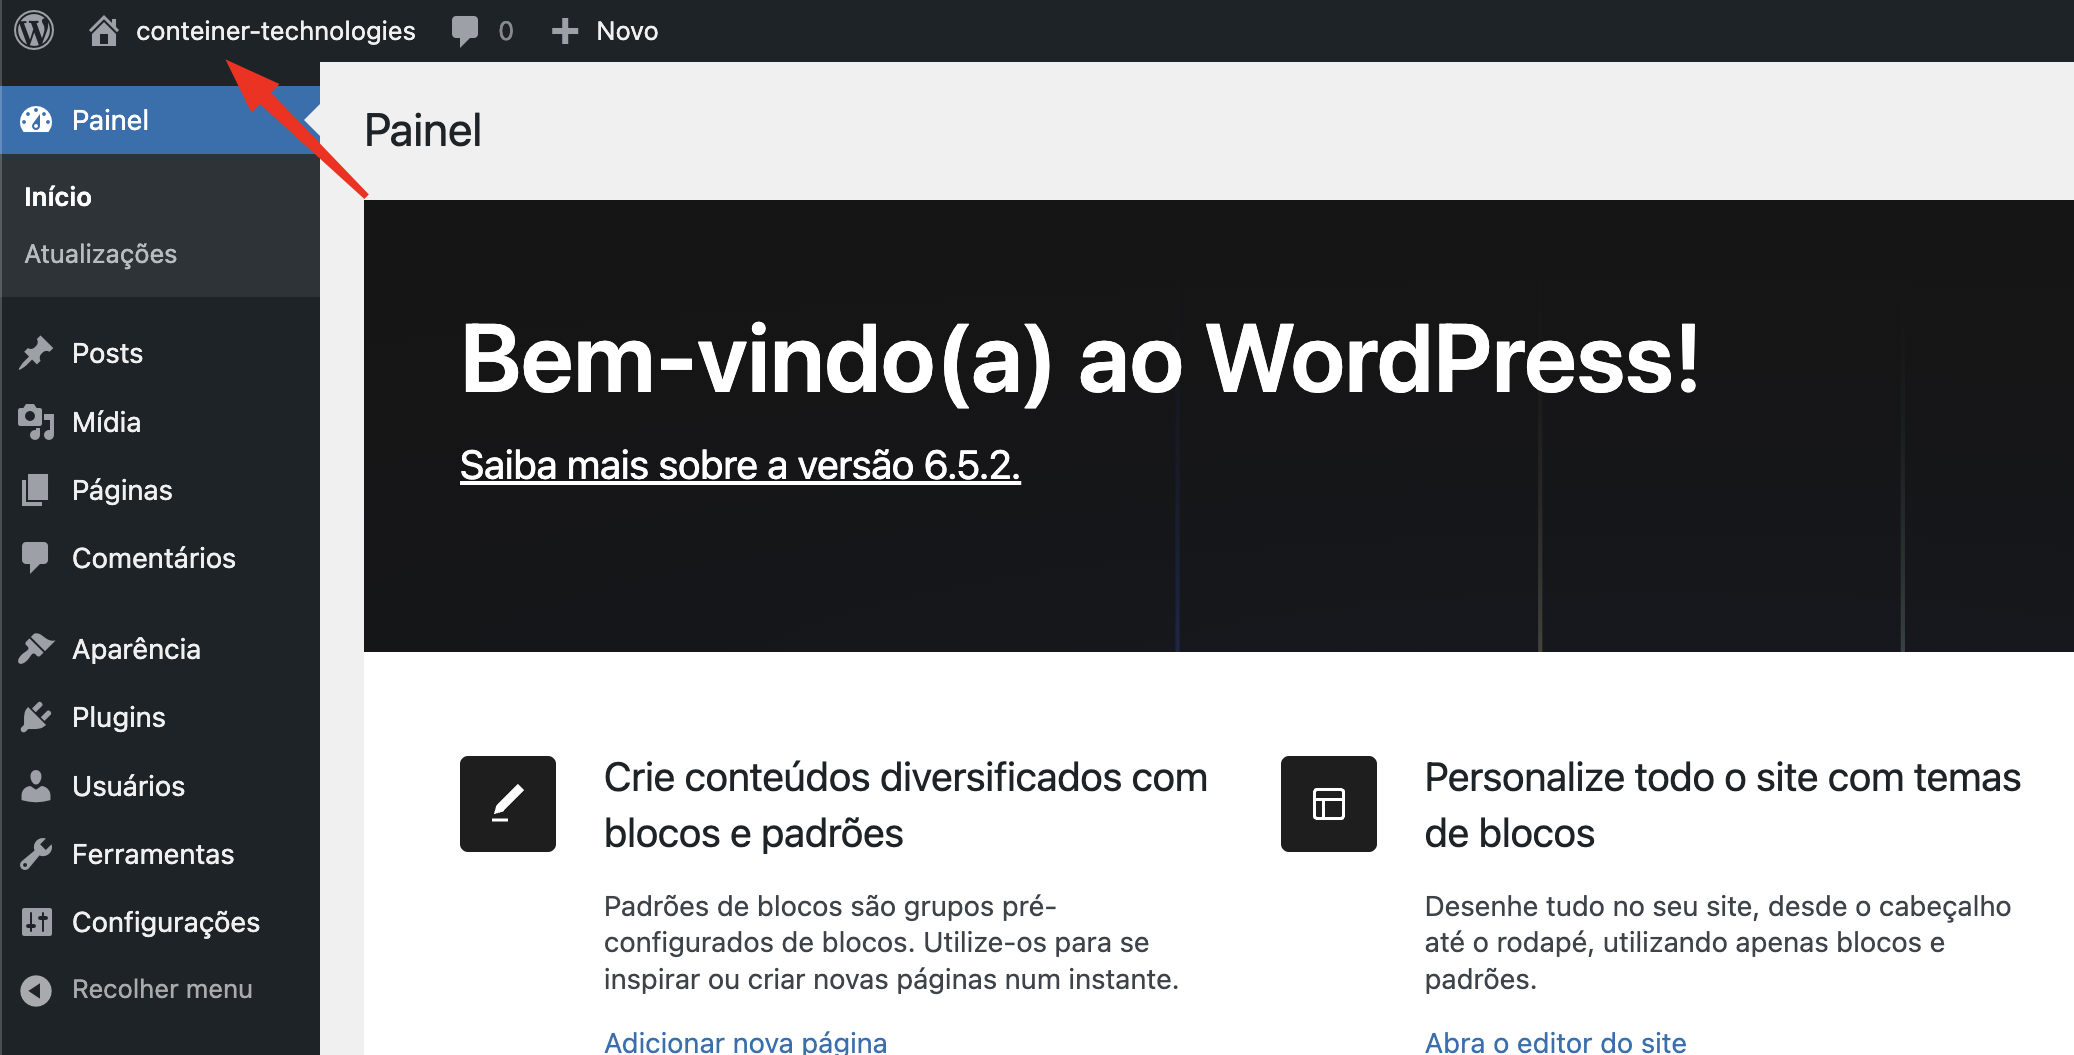 conteiner-technologies 0 Novo
Painel
Início
Atualizações
Posts
Mídia
Páginas
Comentários
Aparência
Plugins
Usuários
Ferramentas
Configurações
Recolher menu
Painel
Bem-vindo(a) ao WordPress!
Saiba mais sobre a versão 6.5.2.
Crie conteúdos diversificados com
blocos e padrões
Padrões de blocos são grupos pré-
configurados de blocos. Utilize-os para se
inspirar ou criar novas páginas num instante.
Adicionar nova página
Personalize todo o site com temas
de blocos
Desenhe tudo no seu site, desde o cabeçalho
até o rodapé, utilizando apenas blocos e
padrões.
Abra o editor do site